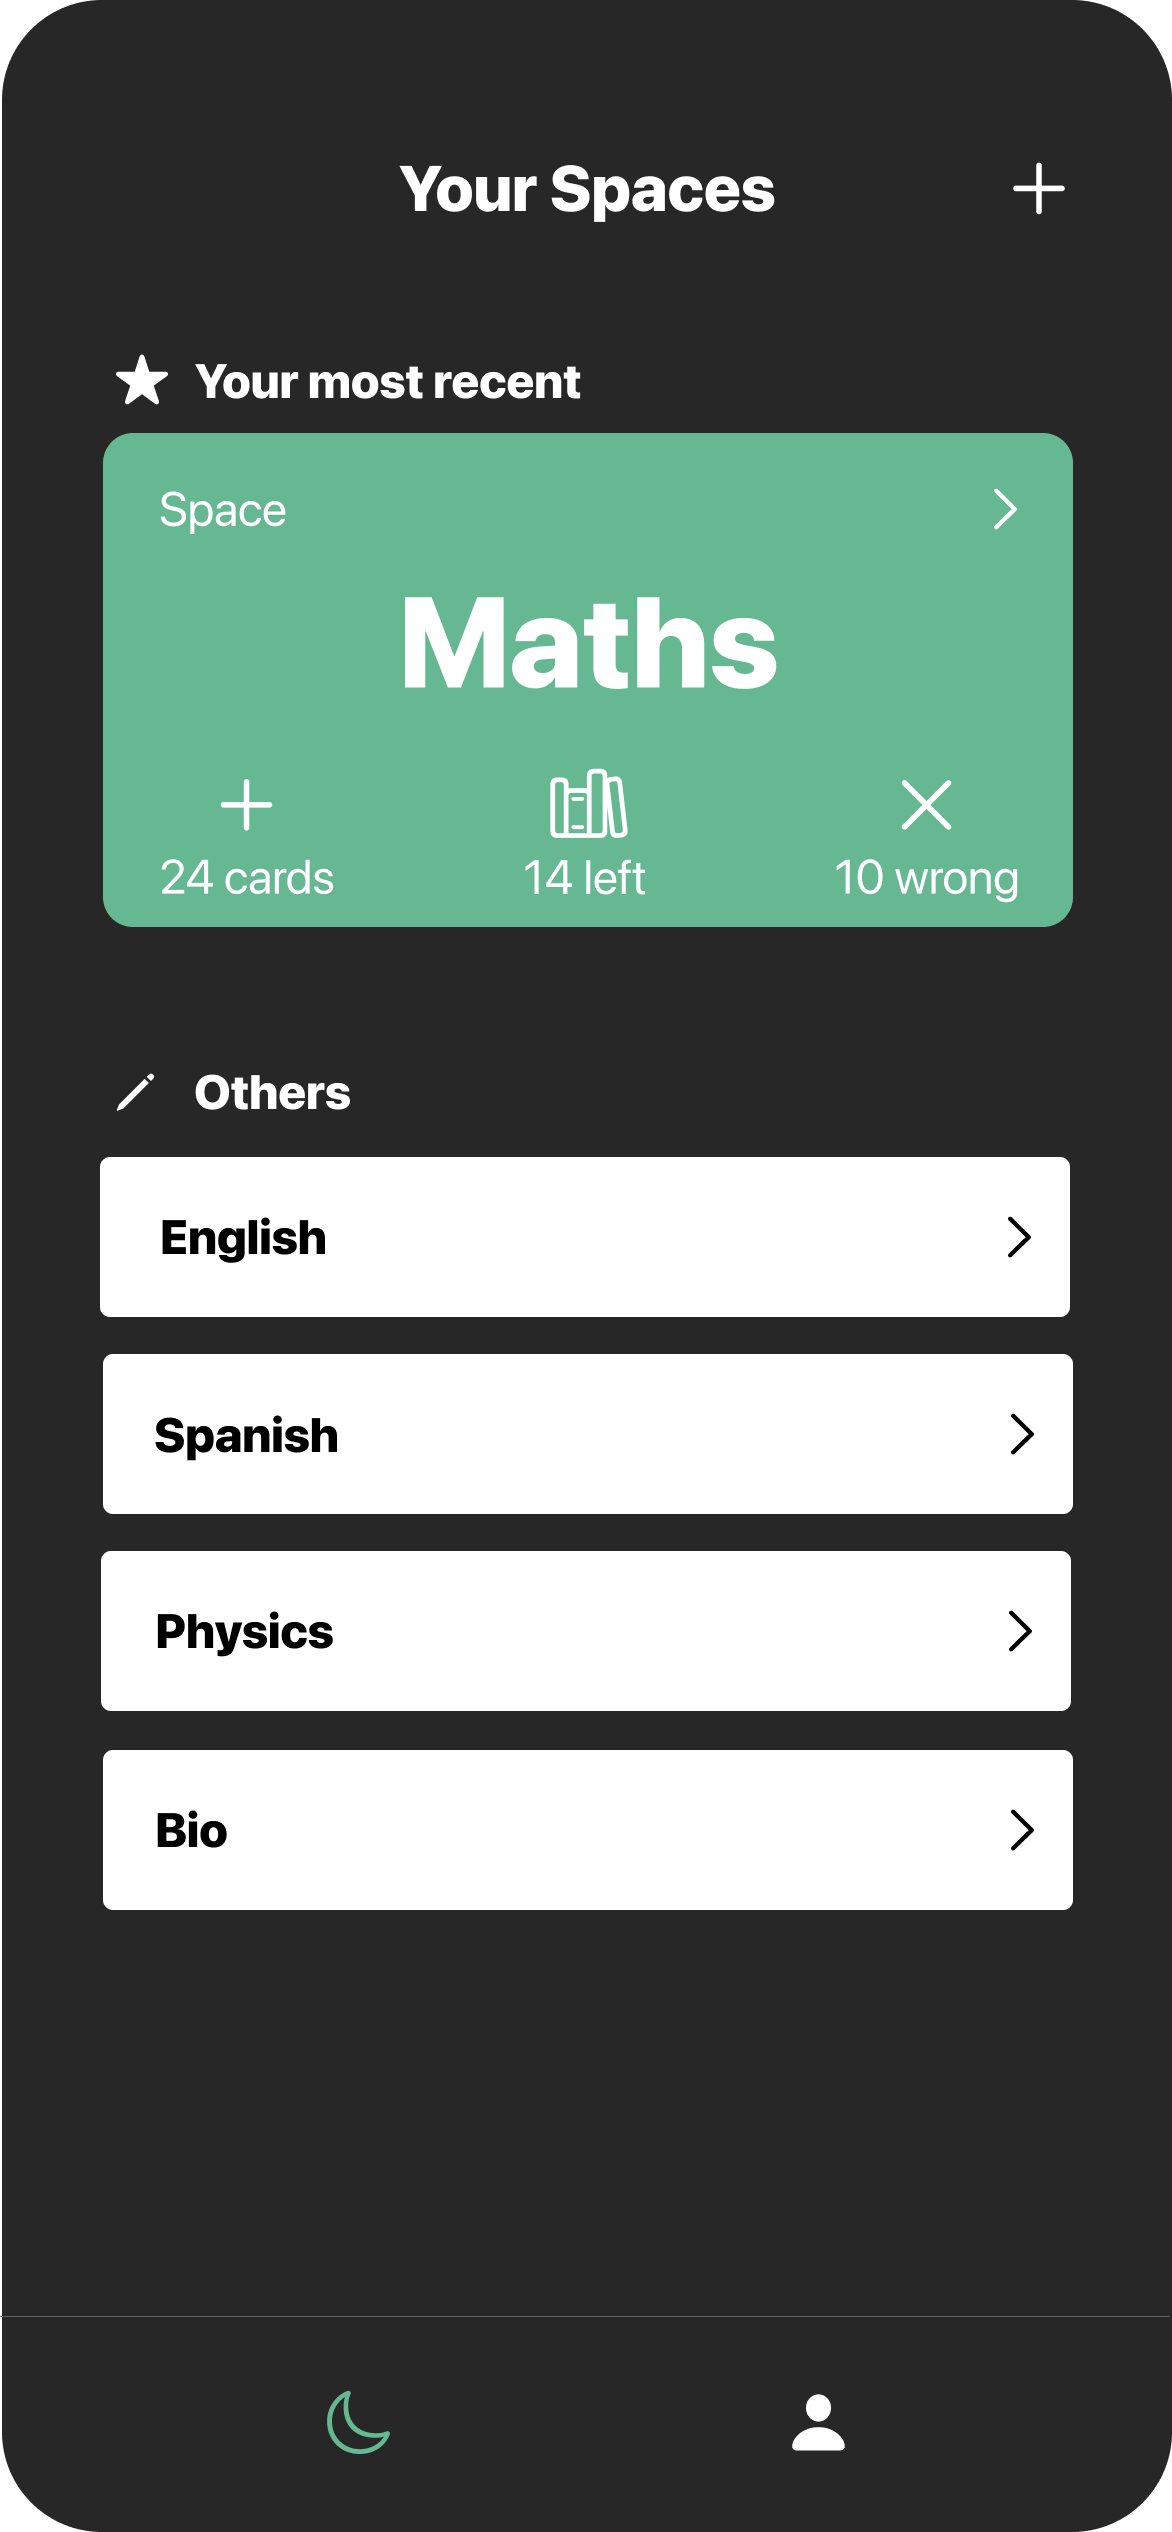 Your Spaces
Your most recent
Space
Maths
24 cards
14 left
10 wrong
Others
English
Spanish
Physics
Bio